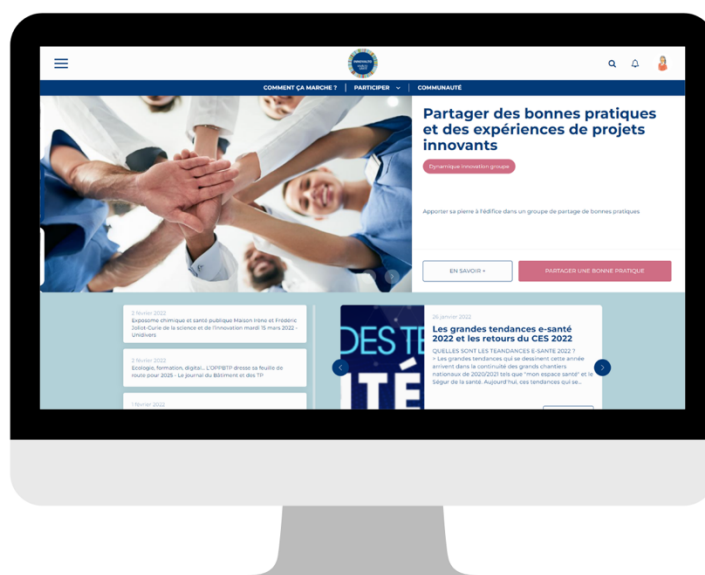 COMMENT ÇA MARCHE ?
PARTICIPER
COMMUNAUTÉ
Partager des bonnes pratiques
et des expériences de projets
innovants
Dynamique innovation groupe
Apporter sa pierre à l'édifice dans un groupe de partage de bonnes pratiques
EN SAVOIR +
PARTAGER UNE BONNE PRATIQUE
2 février 2022
Exposome chimique et santé publique Maison Irène et Frédéric
Joliot-Curie de la science et de l'innovation mardi 15 mars 2022 -
Unidivers
2 février 2022
Ecologie, formation, digital... L'OPPBTP dresse sa feuille de
route pour 2025 - Le journal du Bâtiment et des TP
1 février 2022
DES TE
ITÉ
26 janvier 2022
Les grandes tendances e-santé
2022 et les retours du CES 2022
QUELLES SONT LES TEANDANCES E-SANTE 2022 ?
> Les grandes tendances qui se dessinent cette année
arrivent dans la continuité des grands chantiers
nationaux de 2020/2021 tels que "mon espace santé" et le
Ségur de la santé. Aujourd'hui, ces tendances qui se...